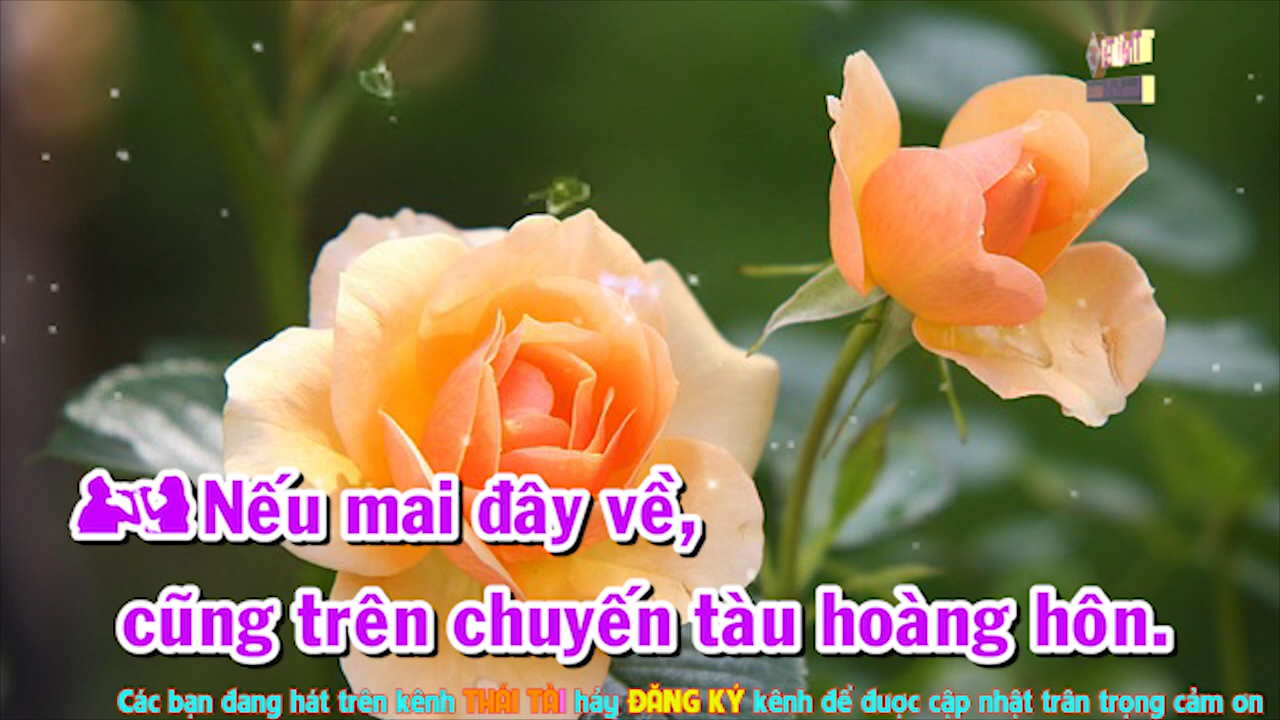 Nếu mai đây về,
cũng trên chuyến tàu hoàng hôn.
Các bạn đang hát trên kênh THÁI TÀI hảy ĐĂNG KÝ kênh để được cập nhật trân trọng cảm ơn